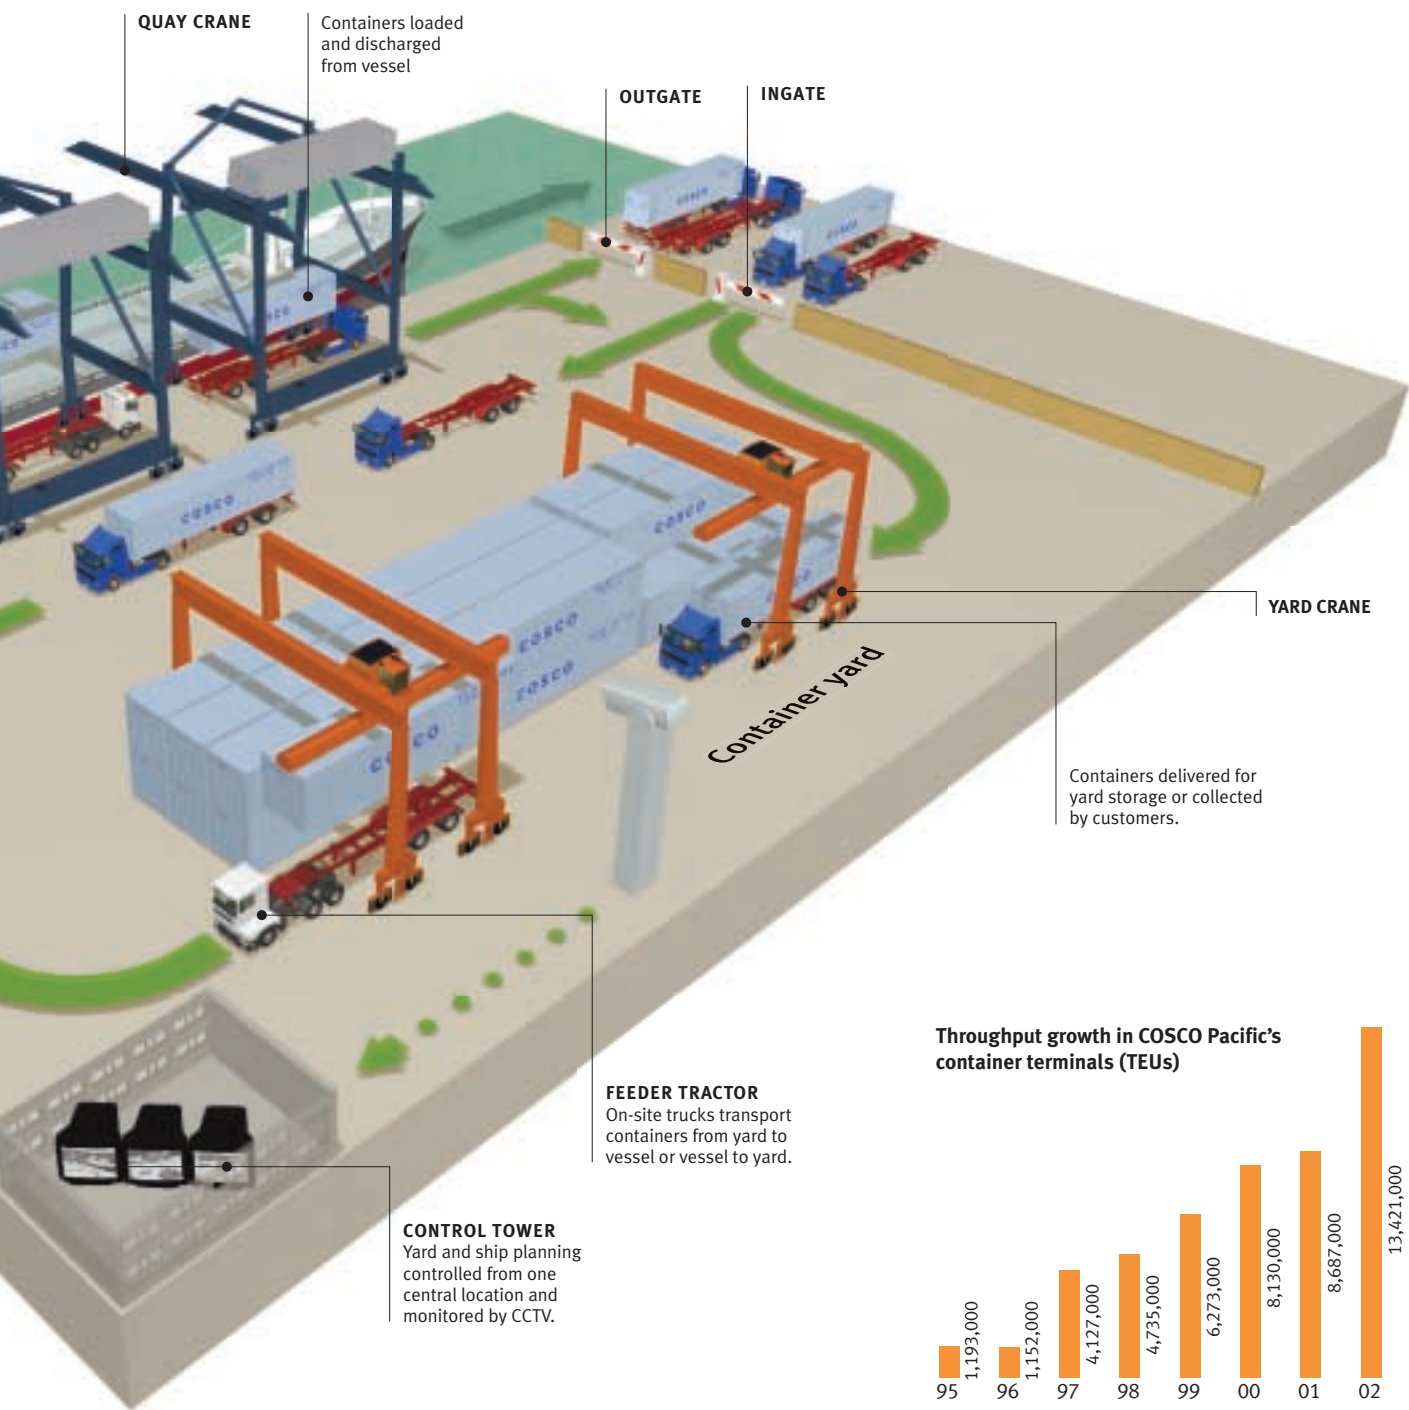 QUAY CRANE
Containers loaded
and discharged
from vessel
OUTGATE
INGATE
COSCO
COSCO
COSCO
COSCO
COSCO
COSCO
YARD CRANE
Container yard
Containers delivered for
yard storage or collected
by customers.
FEEDER TRACTOR
On-site trucks transport
containers from yard to
vessel or vessel to yard.
CONTROL TOWER
Yard and ship planning
controlled from one
central location and
monitored by CCTV.
Throughput growth in COSCO Pacific’s
container terminals (TEUs)
1,193,000
1,152,000
4,127,000
4,735,000
6,273,000
8,130,000
8,687,000
13,421,000
95 96 97 98 99 00 01 02